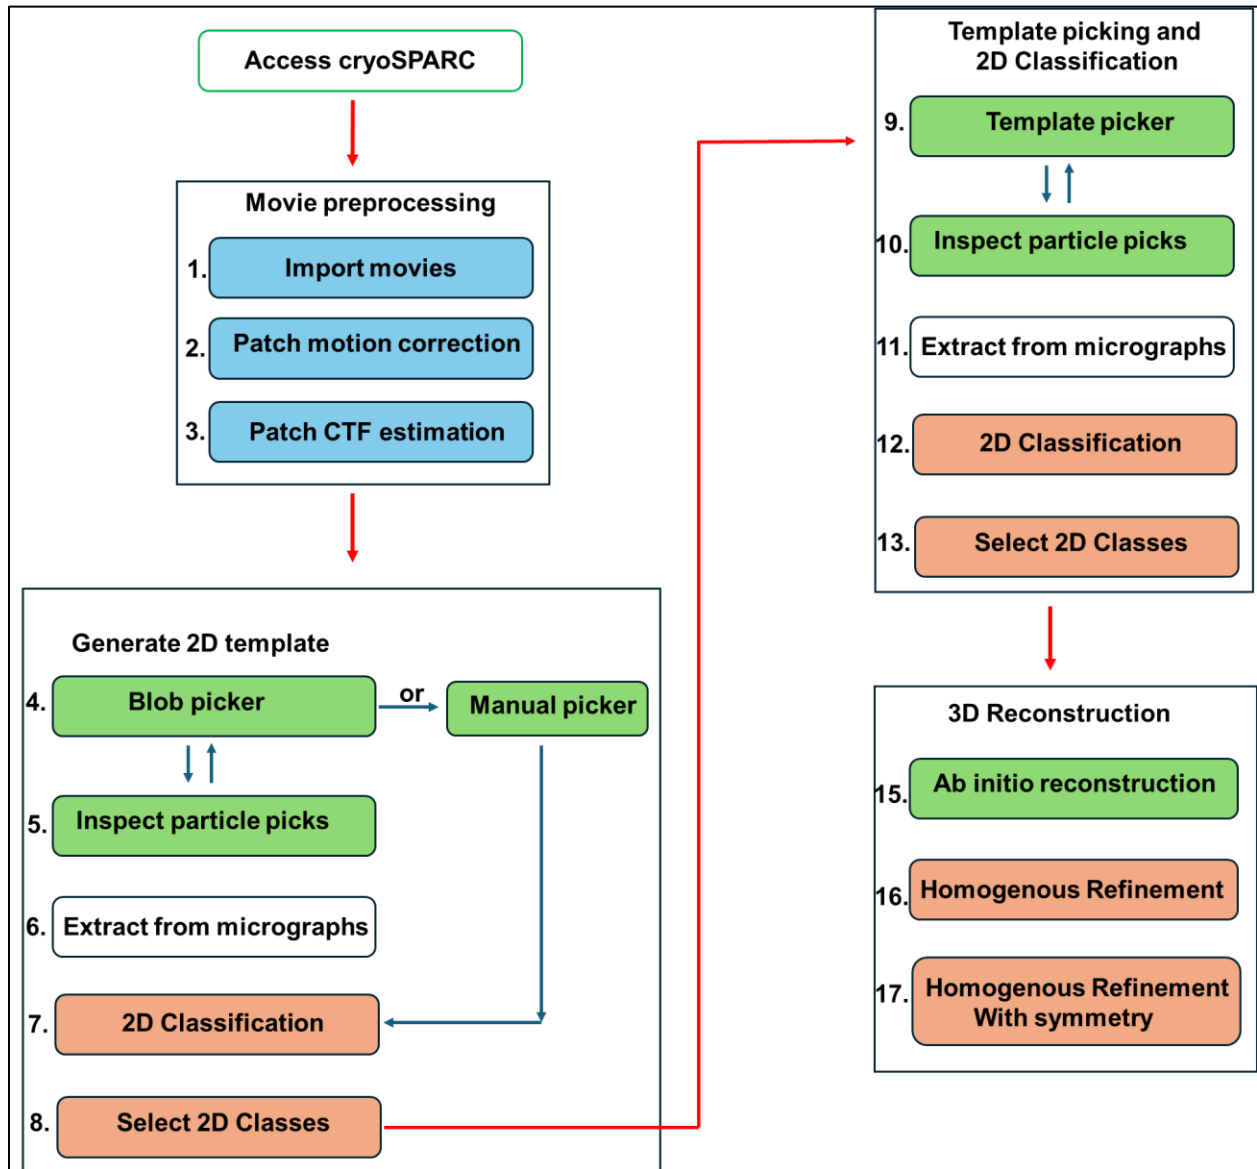 Access cryoSPARC
Movie preprocessing
1. Import movies
2. Patch motion correction
3. Patch CTF estimation
Generate 2D template
4. Blob picker or Manual picker
5. Inspect particle picks
6. Extract from micrographs
7. 2D Classification
8. Select 2D Classes
Template picking and
2D Classification
9. Template picker
10. Inspect particle picks
11. Extract from micrographs
12. 2D Classification
13. Select 2D Classes
3D Reconstruction
15. Ab initio reconstruction
16. Homogenous Refinement
17. Homogenous Refinement
With symmetry